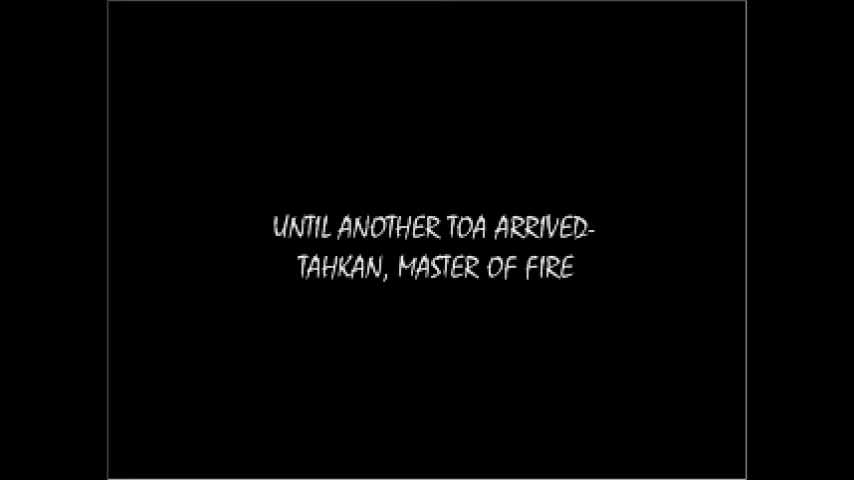 UNTIL ANOTHER TOA ARRIVED-
TAHKAN, MASTER OF FIRE